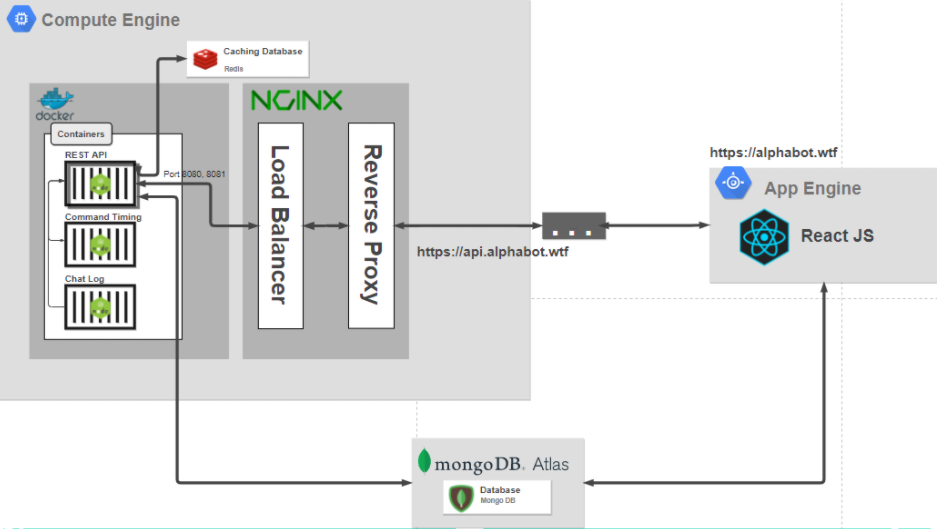 Compute Engine
Caching Database
Redis
docker
Containers
REST API
Port 8080, 8081
Command Timing
Chat Log
NGINX
Load Balancer
Reverse Proxy
https://api.alphabot.wtf
https://alphabot.wtf
App Engine
React JS
mongoDB. Atlas
Database
Mongo DB